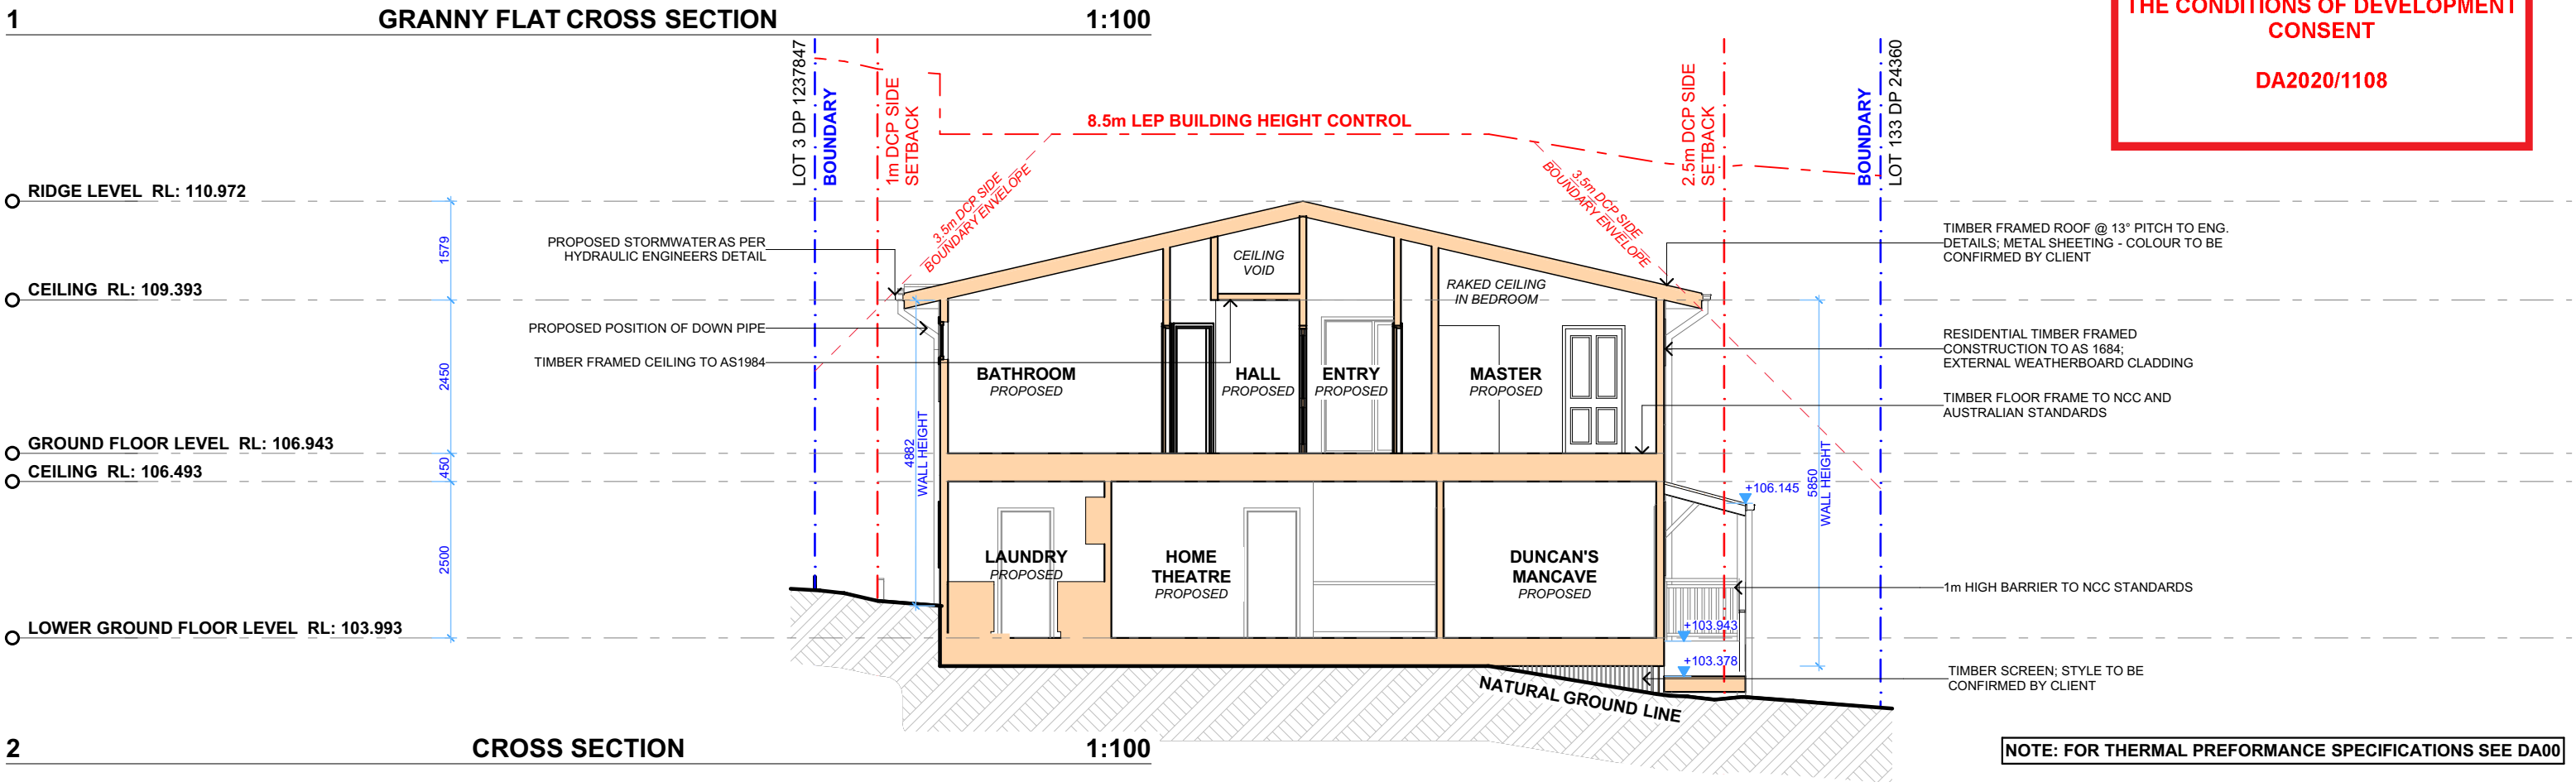 1 GRANNY FLAT CROSS SECTION 1:100
THE CONDITIONS OF DEVELOPMENT
CONSENT
DA2020/1108
LOT 3 DP 1237847
BOUNDARY
1m DCP SIDE
SETBACK
8.5m LEP BUILDING HEIGHT CONTROL
2.5m DCP SIDE
SETBACK
BOUNDARY
LOT 133 DP 24360
3.5m DCP SIDE
BOUNDARY ENVELOPE
3.5m DCP SIDE
BOUNDARY ENVELOPE
RIDGE LEVEL RL: 110.972
1579
CEILING RL: 109.393
2450
GROUND FLOOR LEVEL RL: 106.943
450
CEILING RL: 106.493
2500
LOWER GROUND FLOOR LEVEL RL: 103.993
PROPOSED STORMWATER AS PER
HYDRAULIC ENGINEERS DETAIL
PROPOSED POSITION OF DOWN PIPE
TIMBER FRAMED CEILING TO AS1984
4882
WALL HEIGHT
CEILING
VOID
RAKED CEILING
IN BEDROOM
BATHROOM
PROPOSED
HALL
PROPOSED
ENTRY
PROPOSED
MASTER
PROPOSED
LAUNDRY
PROPOSED
HOME
THEATRE
PROPOSED
DUNCAN'S
MANCAVE
PROPOSED
+106.145
5850
WALL HEIGHT
+103.943
+103.378
NATURAL GROUND LINE
TIMBER FRAMED ROOF @ 13° PITCH TO ENG.
DETAILS; METAL SHEETING - COLOUR TO BE
CONFIRMED BY CLIENT
RESIDENTIAL TIMBER FRAMED
CONSTRUCTION TO AS 1684;
EXTERNAL WEATHERBOARD CLADDING
TIMBER FLOOR FRAME TO NCC AND
AUSTRALIAN STANDARDS
1m HIGH BARRIER TO NCC STANDARDS
TIMBER SCREEN; STYLE TO BE
CONFIRMED BY CLIENT
2 CROSS SECTION 1:100
NOTE: FOR THERMAL PREFORMANCE SPECIFICATIONS SEE DA00